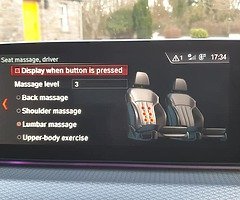 Seat massage, driver
1
17:34
Display when button is pressed
Massage level 3
Back massage
Shoulder massage
Lumbar massage
Upper-body exercise